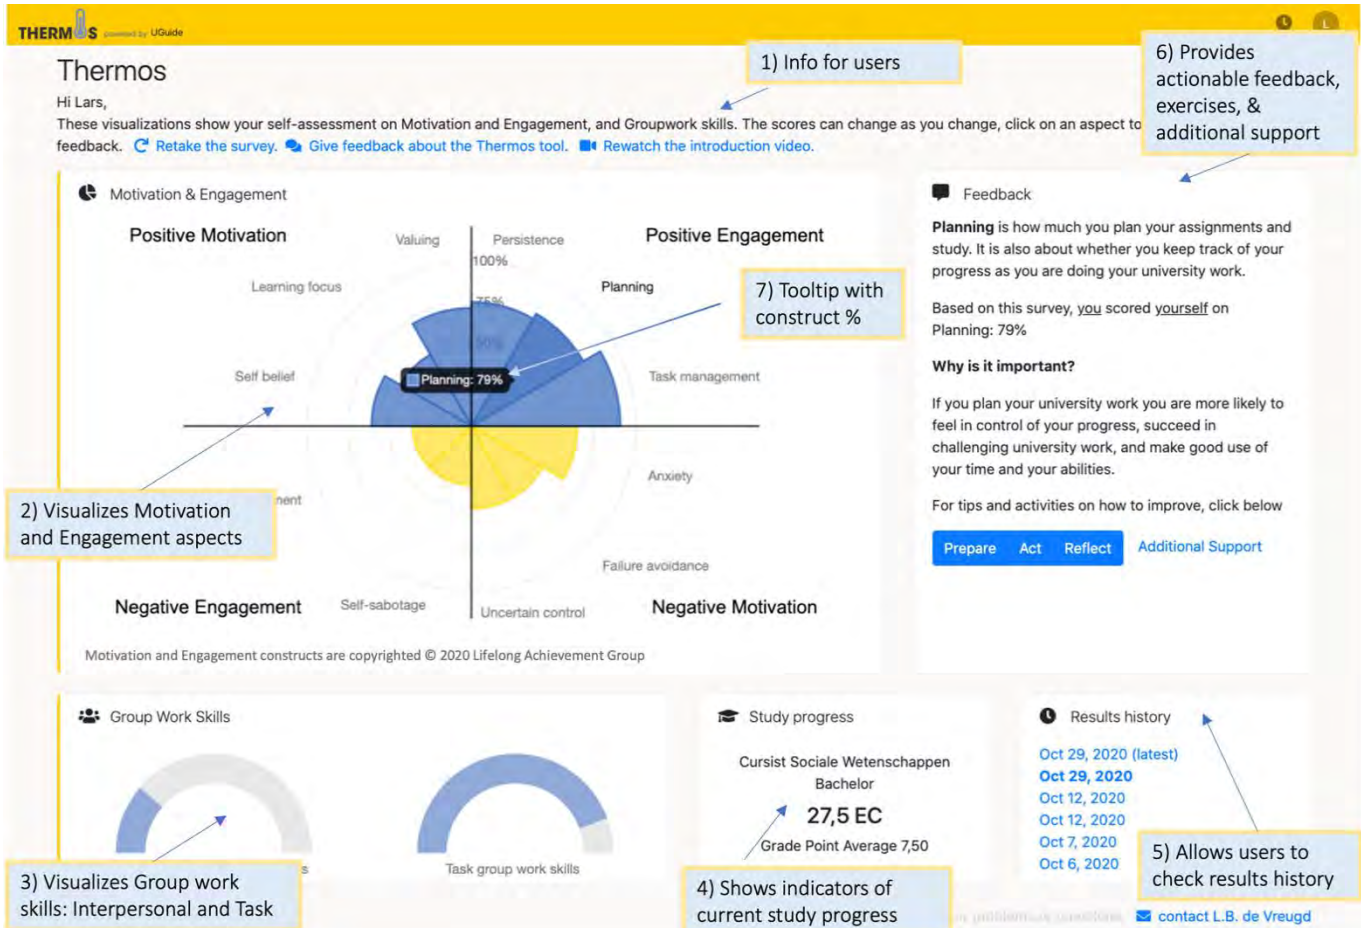 THERMOS powered by UGuide
L
Thermos
1) Info for users
6) Provides
actionable feedback,
exercises, &
additional support
Hi Lars,
These visualizations show your self-assessment on Motivation and Engagement, and Groupwork skills. The scores can change as you change, click on an aspect to
feedback. Retake the survey. Give feedback about the Thermos tool. Rewatch the introduction video.
Motivation & Engagement
Positive Motivation
Positive Engagement
Valuing
Persistence
100%
Learning focus
Planning
75%
50%
7) Tooltip with
construct %
Self belief
Planning: 79%
Task management
Anxiety
2) Visualizes Motivation
and Engagement aspects
Failure avoidance
Negative Engagement
Self-sabotage
Uncertain control
Negative Motivation
Motivation and Engagement constructs are copyrighted © 2020 Lifelong Achievement Group
Feedback
Planning is how much you plan your assignments and
study. It is also about whether you keep track of your
progress as you are doing your university work.
Based on this survey, you scored yourself on
Planning: 79%
Why is it important?
If you plan your university work you are more likely to
feel in control of your progress, succeed in
challenging university work, and make good use of
your time and your abilities.
For tips and activities on how to improve, click below
Prepare Act Reflect Additional Support
Group Work Skills
Task group work skills
3) Visualizes Group work
skills: Interpersonal and Task
Study progress
Cursist Sociale Wetenschappen
Bachelor
27,5 EC
Grade Point Average 7,50
4) Shows indicators of
current study progress
Results history
Oct 29, 2020 (latest)
Oct 29, 2020
Oct 12, 2020
Oct 12, 2020
Oct 7, 2020
Oct 6, 2020
5) Allows users to
check results history
contact L.B. de Vreugd